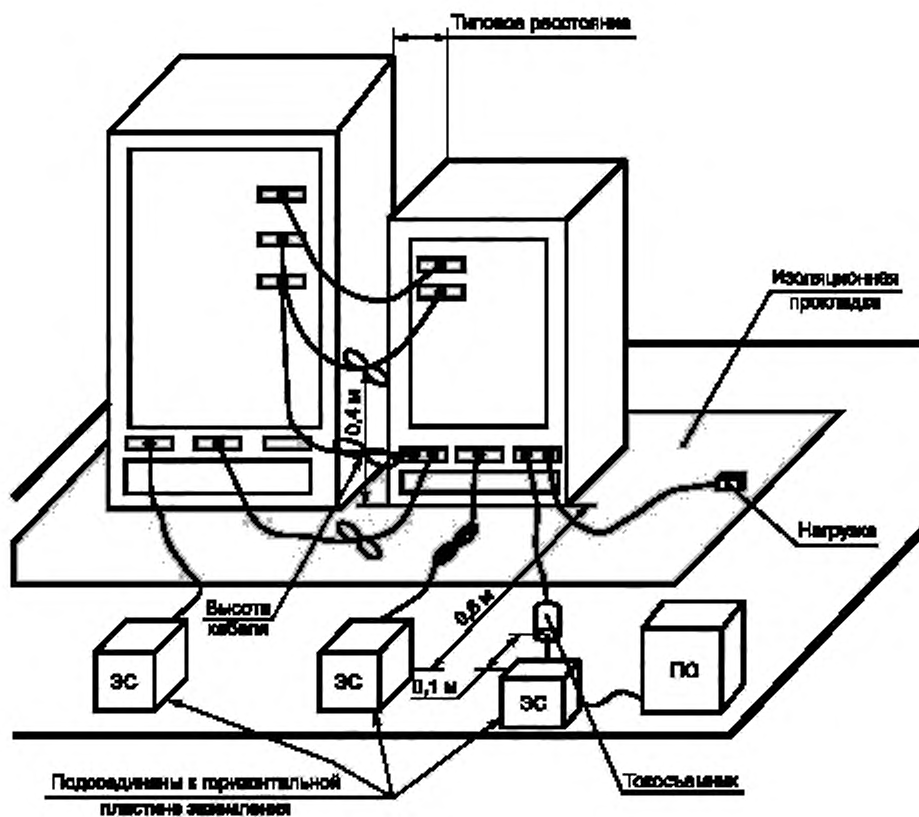 Типовое расстояние
Изоляционная
прокладка
0,4 м
Нагрузка
Высота
кабеля
0,8 м
0,1 м
ЭС
ЭС
ЭС
ПО
Подсоединены к горизонтальной
пластине заземления
Токосъемник